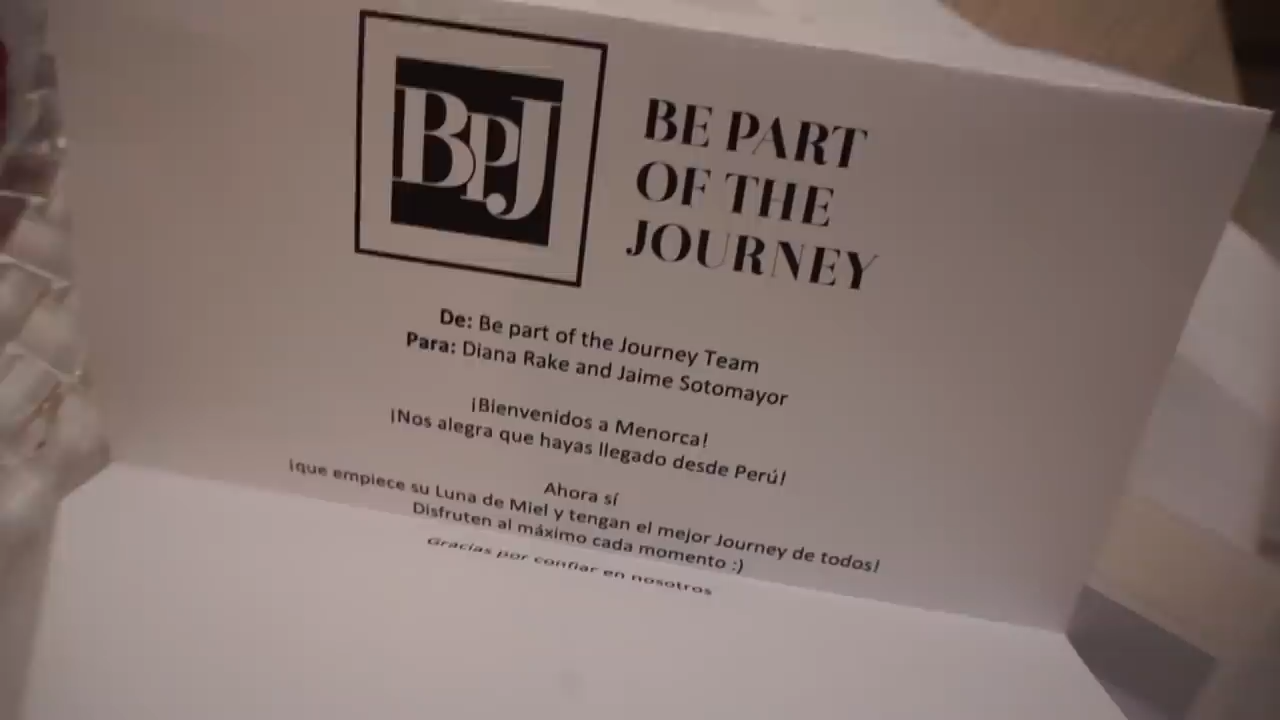 BPJ
BE PART
OF THE
JOURNEY
De: Be part of the Journey Team
Para: Diana Rake and Jaime Sotomayor
¡Bienvenidos a Menorca!
¡Nos alegra que hayas llegado desde Perú!
Ahora sí
¡que empiece su Luna de Miel y tengan el mejor Journey de todos!
Disfruten al máximo cada momento :)
Gracias por confiar en nosotros